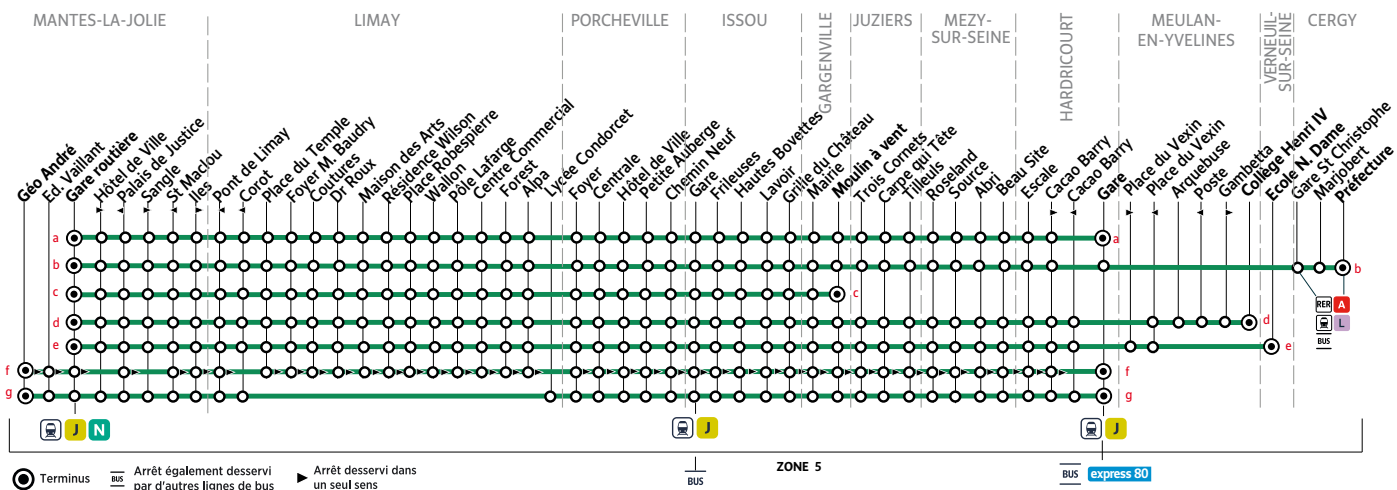 MANTES-LA-JOLIE
LIMAY
PORCHEVILLE
ISSOU
GARGENVILLE
JUZIERS
MEZY-
SUR-SEINE
HARDRICOURT
MEULAN-
EN-YVELINES
VERNEUIL-
SUR-SEINE
CERGY
Géo André
Ed. Vaillant
Gare routière
Hôtel de Ville
Palais de Justice
Sangle
St Maclou
Iles
Pont de Limay
Corot
Place du Temple
Foyer M. Baudry
Coutures
Dr Roux
Maison des Arts
Résidence Wilson
Place Robespierre
Wallon
Pôle Lafarge
Centre Commercial
Forest
Alpa
Lycée Condorcet
Foyer
Centrale
Hôtel de Ville
Petite Auberge
Chemin Neuf
Gare
Frileuses
Hautes Bovettes
Lavoir
Grille du Château
Mairie
Moulin à vent
Trois Cornets
Carpe qui Tête
Tilleuls
Roseland
Source
Abri
Beau Site
Escale
Cacao Barry
Cacao Barry
Gare
Place du Vexin
Place du Vexin
Arquebuse
Poste
Gambetta
Collège Henri IV
Ecole N. Dame
Gare St Christophe
Marjobert
Préfecture
a
a
b
b
c
c
RER A
d
d
L
BUS
e
e
f
f
g
g
J N
J
J
ZONE 5
BUS
BUS express 80
Terminus
BUS
Arrêt également desservi
par d'autres lignes de bus
Arrêt desservi dans
un seul sens